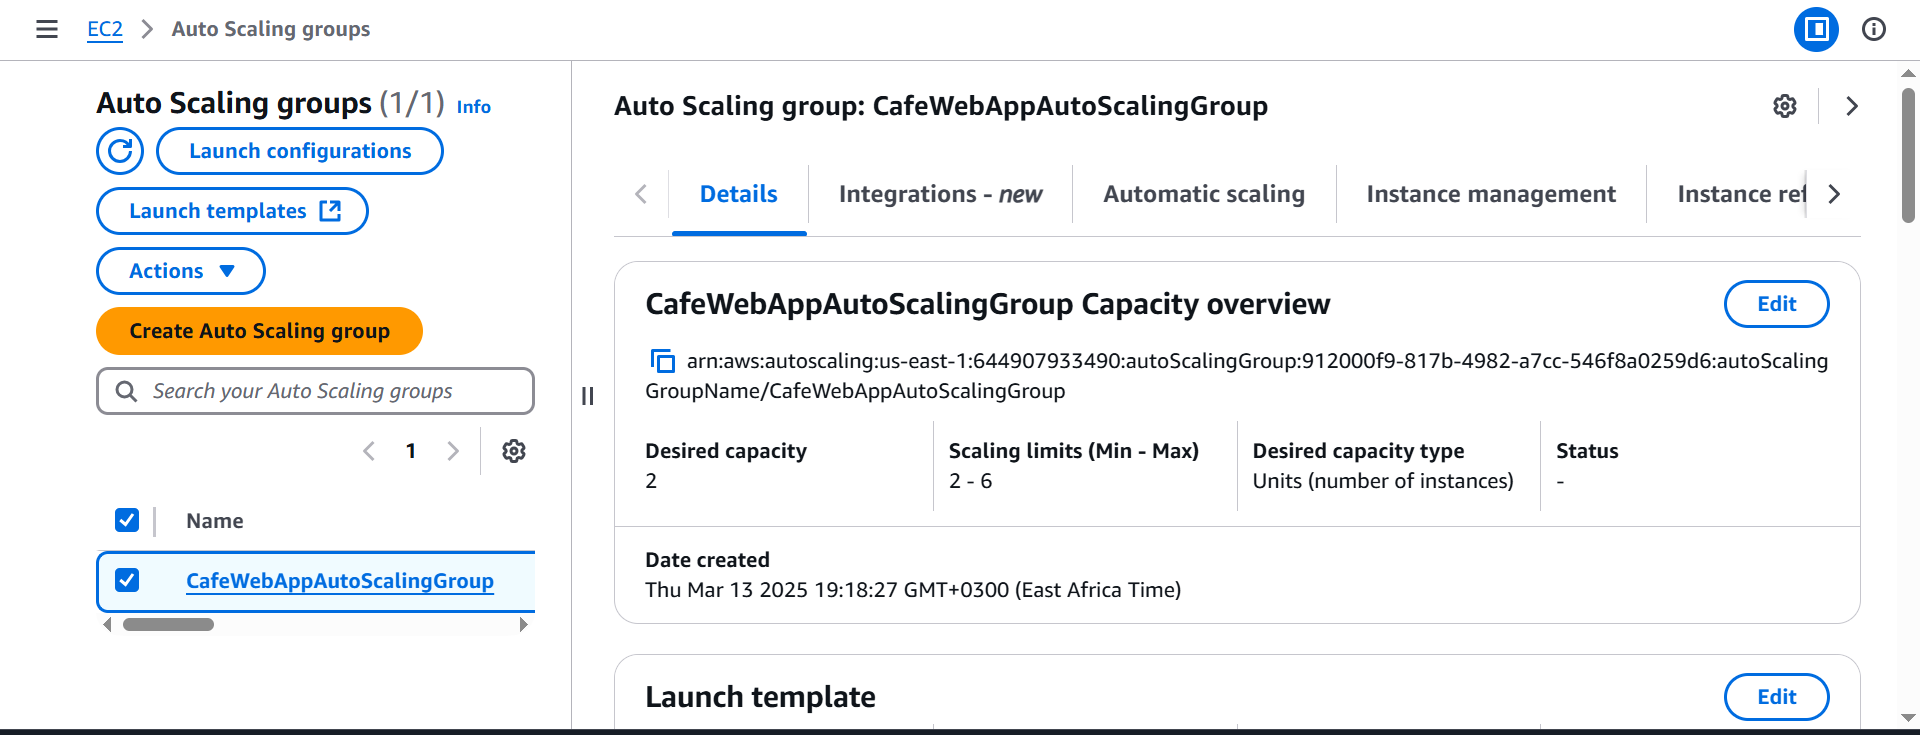 EC2 > Auto Scaling groups
Auto Scaling groups (1/1) Info
Launch configurations
Launch templates
Actions
Create Auto Scaling group
Search your Auto Scaling groups
1
Name
CafeWebAppAutoScalingGroup
Auto Scaling group: CafeWebAppAutoScalingGroup
Details Integrations - new Automatic scaling Instance management Instance ref
CafeWebAppAutoScalingGroup Capacity overview
Edit
arn:aws:autoscaling:us-east-1:644907933490:autoScalingGroup:912000f9-817b-4982-a7cc-546f8a0259d6:autoScaling
GroupName/CafeWebAppAutoScalingGroup
Desired capacity
2
Scaling limits (Min - Max)
2 - 6
Desired capacity type
Units (number of instances)
Status
-
Date created
Thu Mar 13 2025 19:18:27 GMT+0300 (East Africa Time)
Launch template
Edit